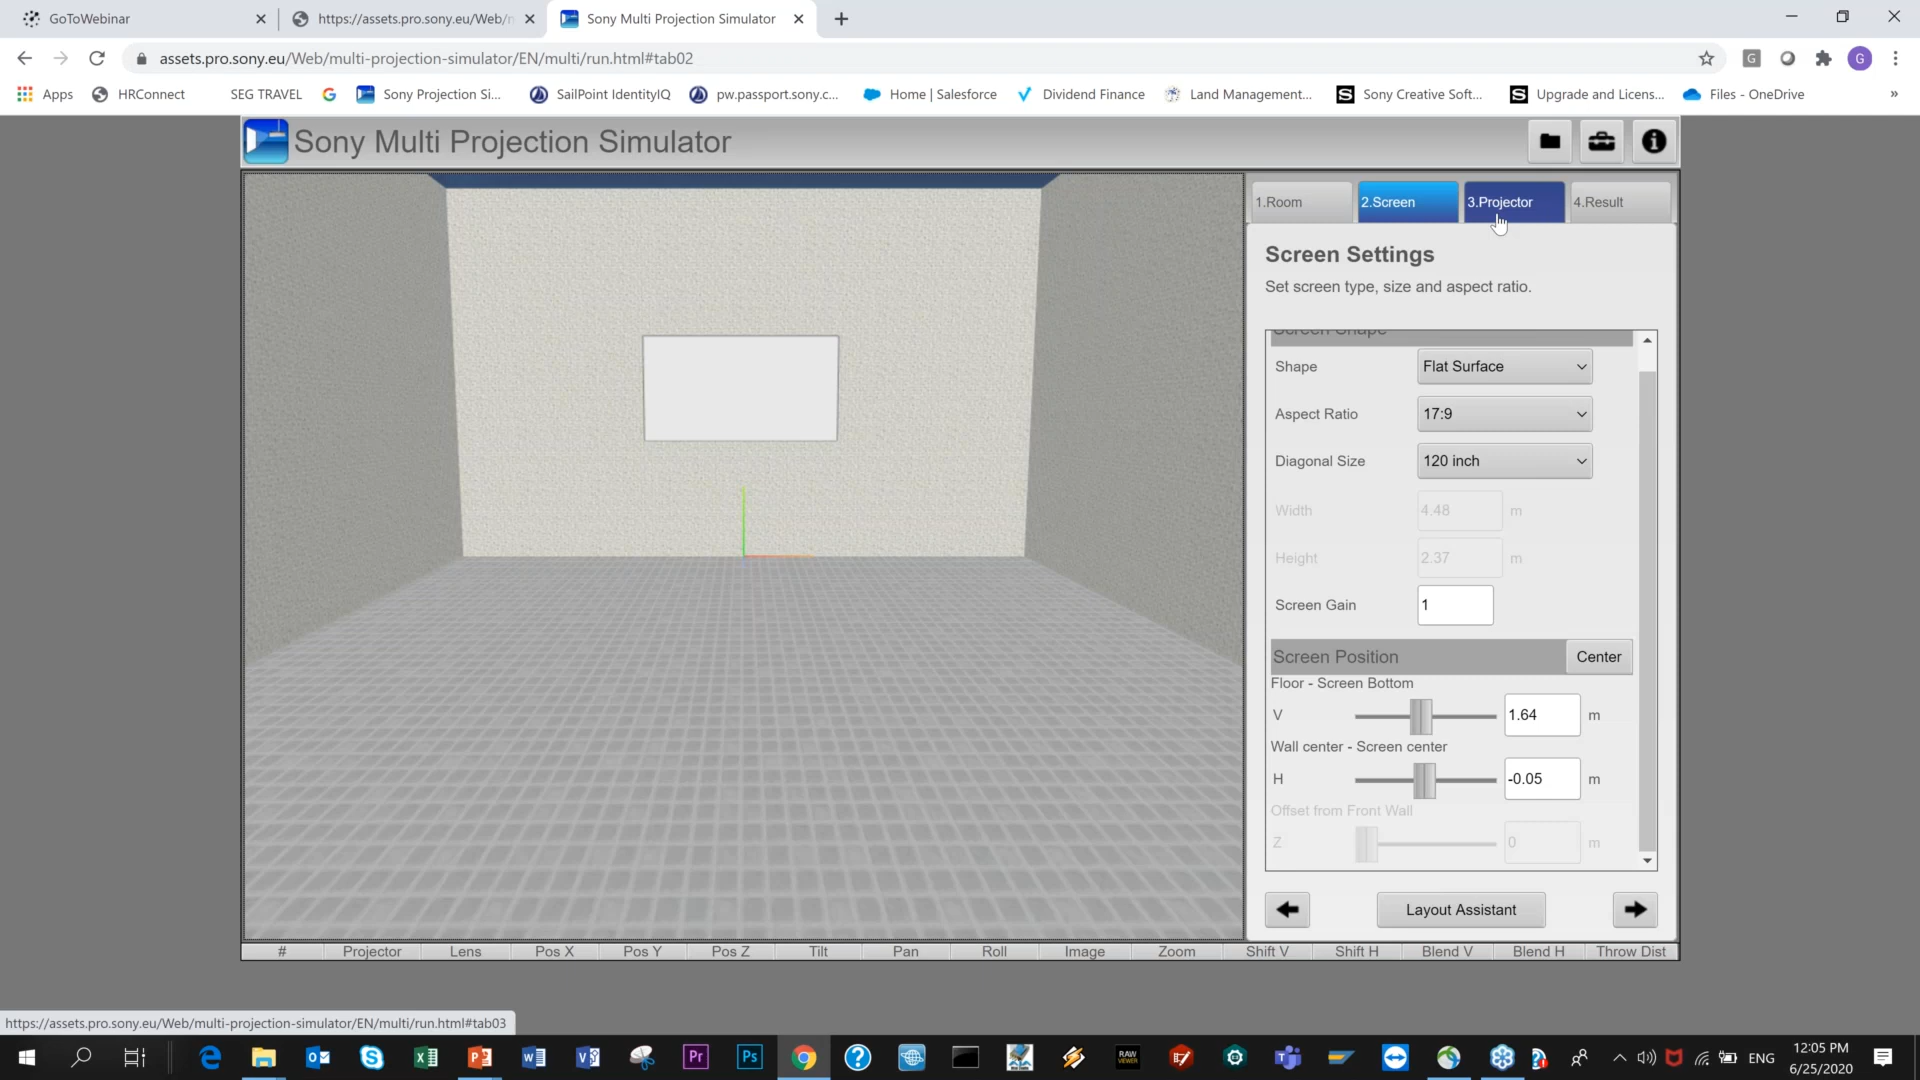 GoToWebinar
https://assets.pro.sony.eu/Web/m
Sony Multi Projection Simulator
assets.pro.sony.eu/Web/multi-projection-simulator/EN/multi/run.html#tab02
G
G
Apps
HRConnect
SEG TRAVEL
Sony Projection Si...
SailPoint IdentityIQ
pw.passport.sony.c...
Home | Salesforce
Dividend Finance
Land Management...
Sony Creative Soft...
Upgrade and Licens...
Files - OneDrive
»
Sony Multi Projection Simulator
1.Room
2.Screen
3.Projector
4.Result
Screen Settings
Set screen type, size and aspect ratio.
Screen Shape
Shape
Flat Surface
Aspect Ratio
17:9
Diagonal Size
120 inch
Width
4.48
m
Height
2.37
m
Screen Gain
1
Screen Position
Center
Floor - Screen Bottom
V
1.64
m
Wall center - Screen center
H
-0.05
m
Offset from Front Wall
Z
0
m
Layout Assistant
#
Projector
Lens
Pos X
Pos Y
Pos Z
Tilt
Pan
Roll
Image
Zoom
Shift V
Shift H
Blend V
Blend H
Throw Dist
https://assets.pro.sony.eu/Web/multi-projection-simulator/EN/multi/run.html#tab03
Pr
Ps
RAW
VIEWER
ENG
12:05 PM
6/25/2020